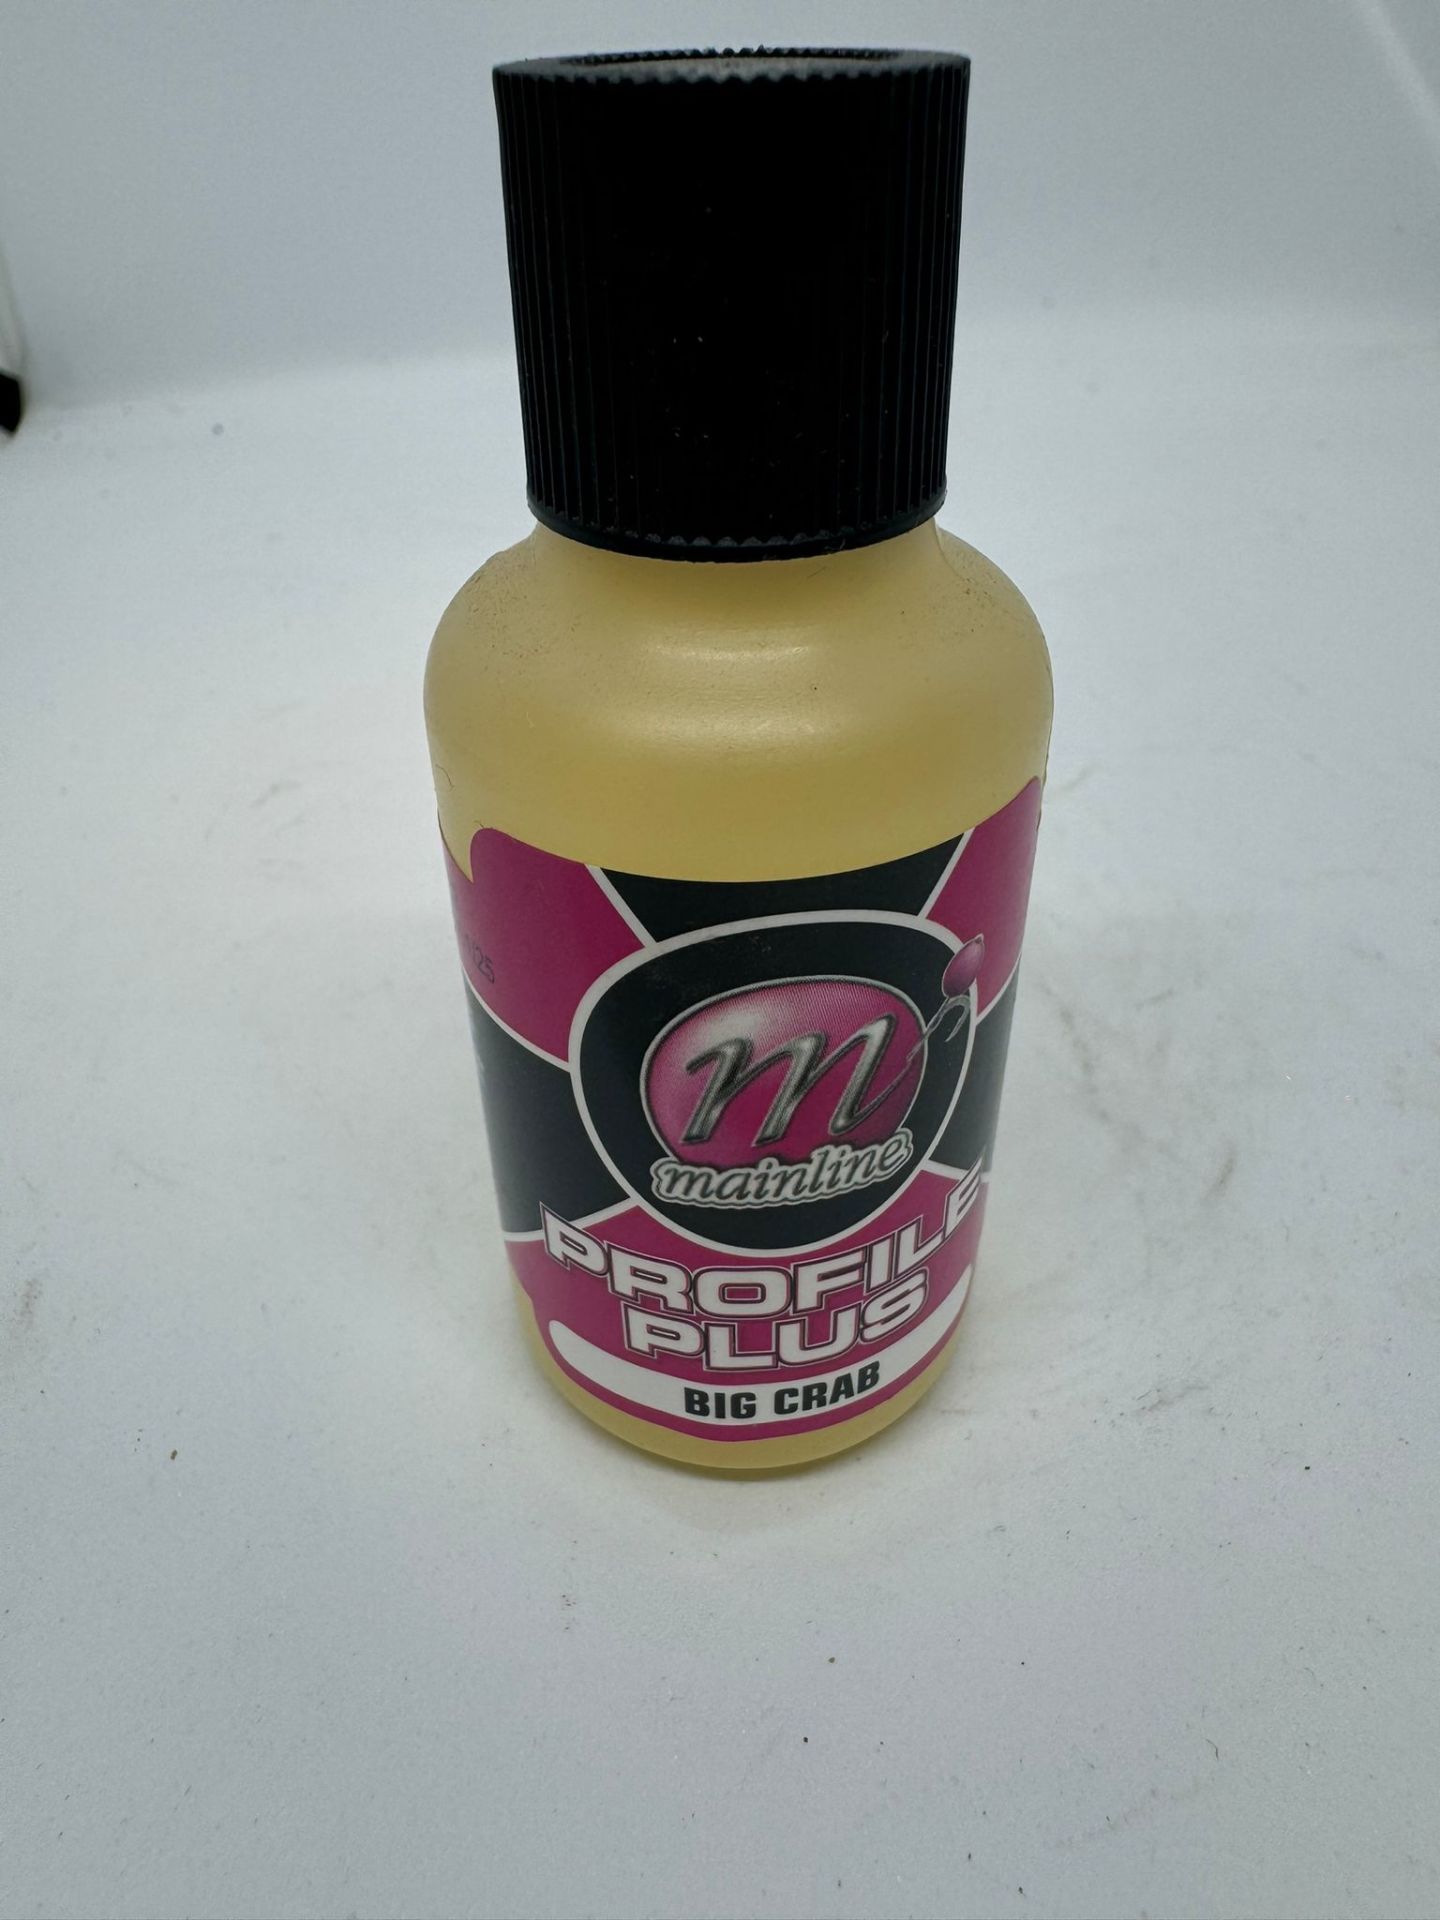 m
mainline
PROFILE
PLUS
BIG CRAB